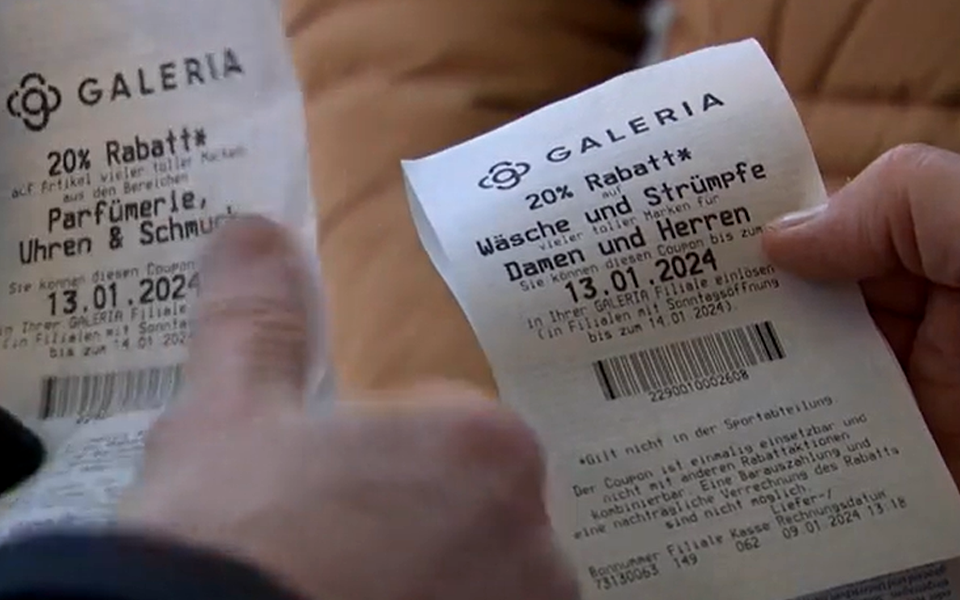 GALERIA
20% Rabatt*
auf Artikel vieler toller Marken
aus den Bereichen
Parfümerie,
Uhren & Schmuck
Sie können diesen Coupon
13.01.2024
in Ihrer GALERIA Filiale
(in Filialen mit Sonnta
bis zum 14.01.202
GALERIA
20% Rabatt*
auf
Wäsche und Strümpfe
vieler toller Marken für
Damen und Herren
Sie können diesen Coupon bis zum
13.01.2024
in Ihrer GALERIA Filiale einlösen
(in Filialen mit Sonntagsöffnung
bis zum 14.01.2024).
2290010002608
*Gilt nicht in der Sportabteilung
Der Coupon ist einmalig einsetzbar und
nicht mit anderen Rabattaktionen
kombinierbar. Eine Barauszahlung und
eine nachträgliche Verrechnung des Rabatts
sind nicht möglich.
Liefer-/
Bonnummer Filiale Kasse Rechnungsdatum
73130063 149 062 09.01.2024 13:18